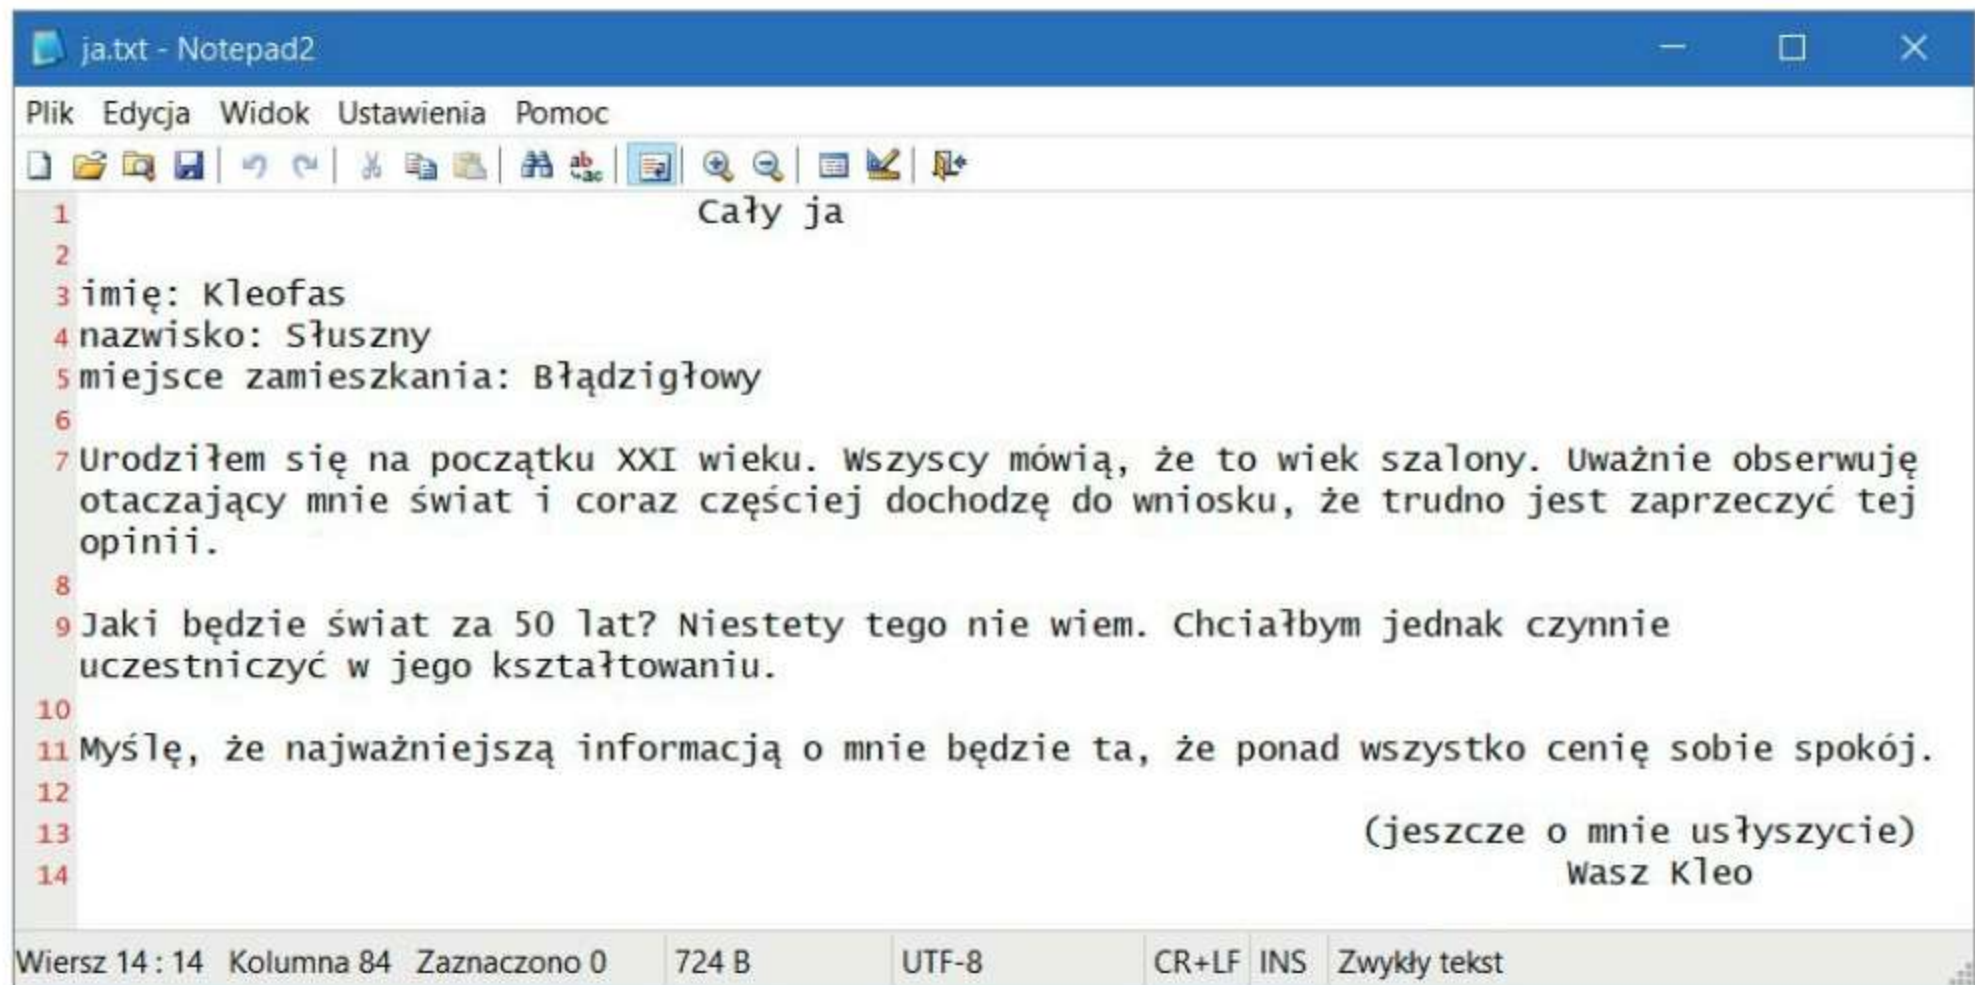 ja.txt - Notepad2
Plik Edycja Widok Ustawienia Pomoc
1 Cały ja
2
3 imię: Kleofas
4 nazwisko: Słuszny
5 miejsce zamieszkania: Błądzigłowy
6
7 Urodziłem się na początku XXI wieku. Wszyscy mówią, że to wiek szalony. Uważnie obserwuję
otaczający mnie świat i coraz częściej dochodzę do wniosku, że trudno jest zaprzeczyć tej
opinii.
8
9 Jaki będzie świat za 50 lat? Niestety tego nie wiem. Chciałbym jednak czynnie
uczestniczyć w jego kształtowaniu.
10
11 Myślę, że najważniejszą informacją o mnie będzie ta, że ponad wszystko cenię sobie spokój.
12
13 (jeszcze o mnie usłyszycie)
14 Wasz Kleo
Wiersz 14 : 14 Kolumna 84 Zaznaczono 0 724 B UTF-8 CR+LF INS Zwykły tekst